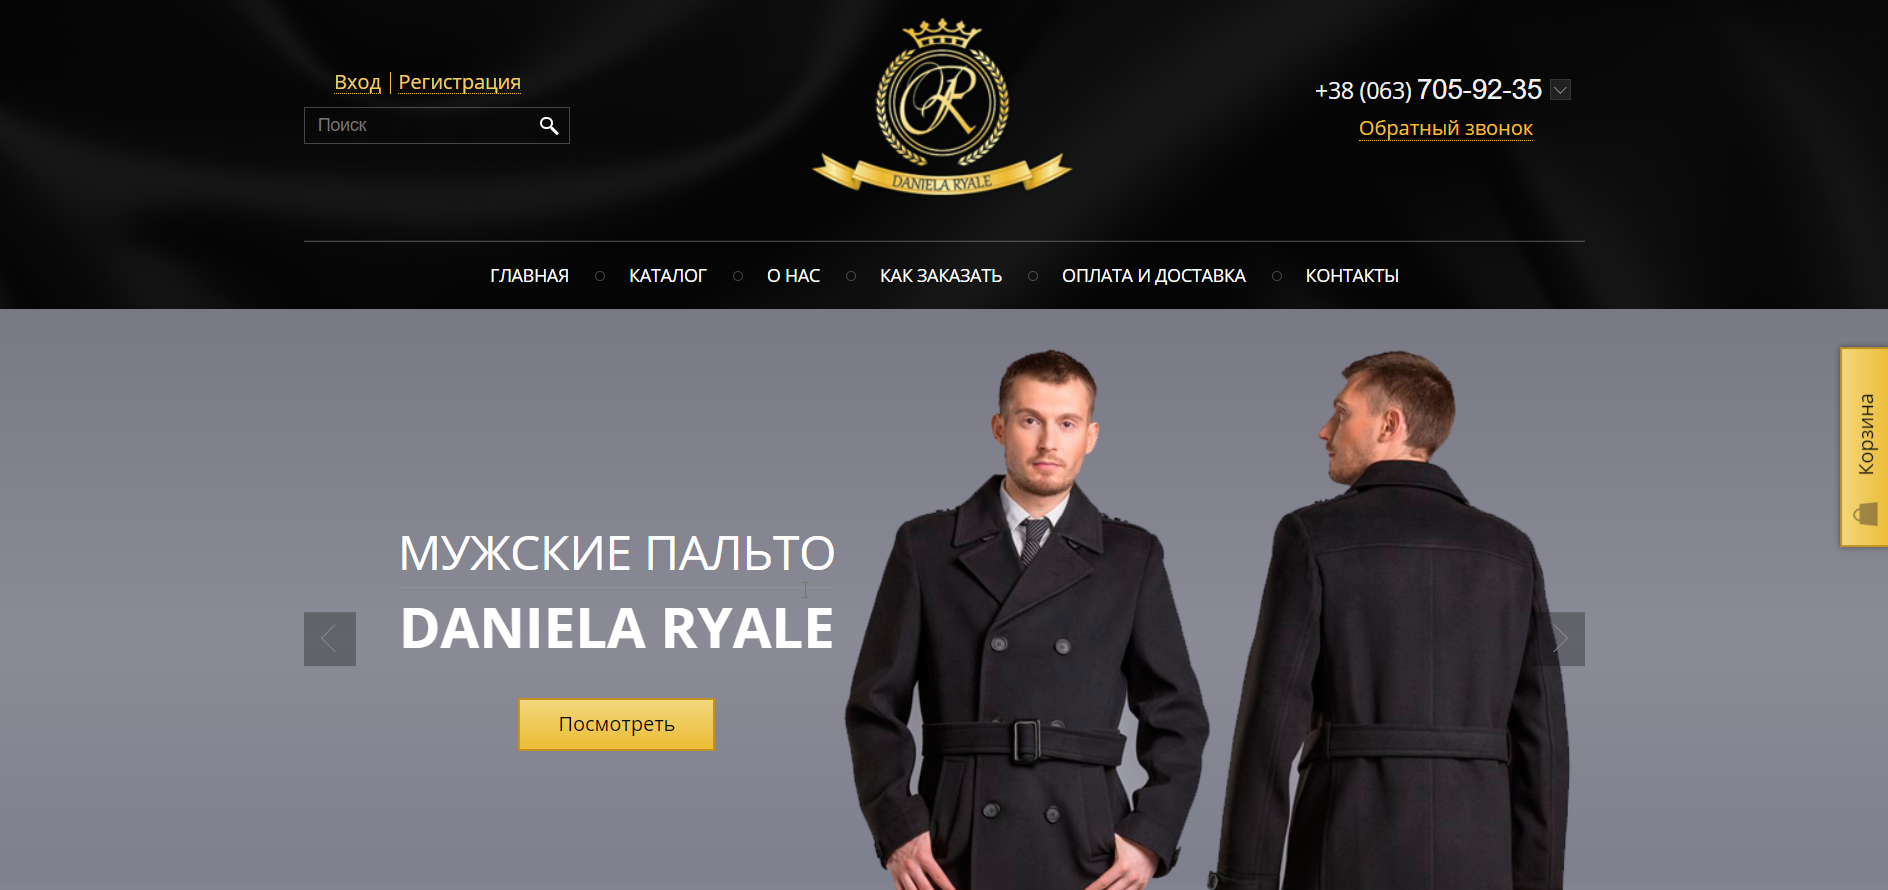 Вход | Регистрация
Поиск
DANIELA RYALE
+38 (063) 705-92-35
Обратный звонок
ГЛАВНАЯ
КАТАЛОГ
О НАС
КАК ЗАКАЗАТЬ
ОПЛАТА И ДОСТАВКА
КОНТАКТЫ
МУЖСКИЕ ПАЛЬТО
DANIELA RYALE
Посмотреть
Корзина